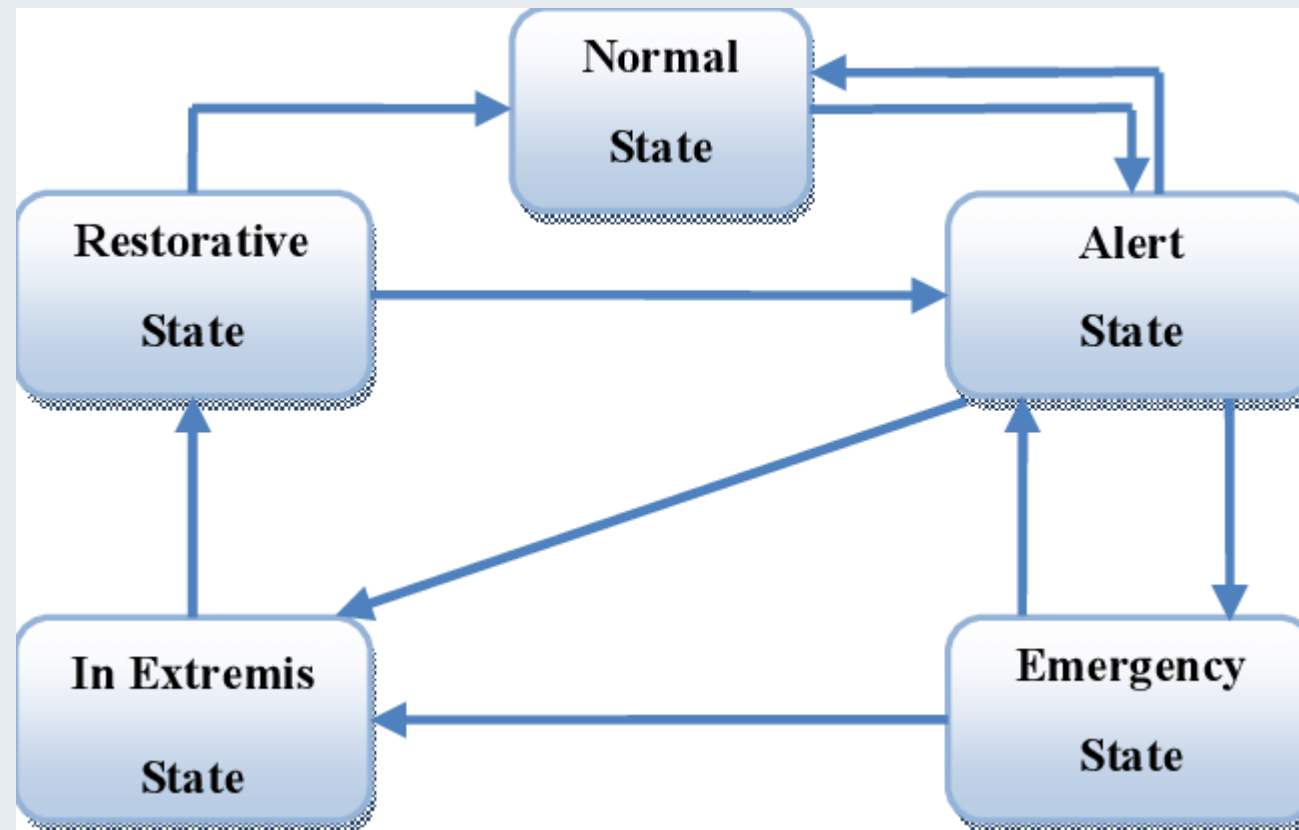 Normal
State
Restorative
State
Alert
State
In Extremis
State
Emergency
State